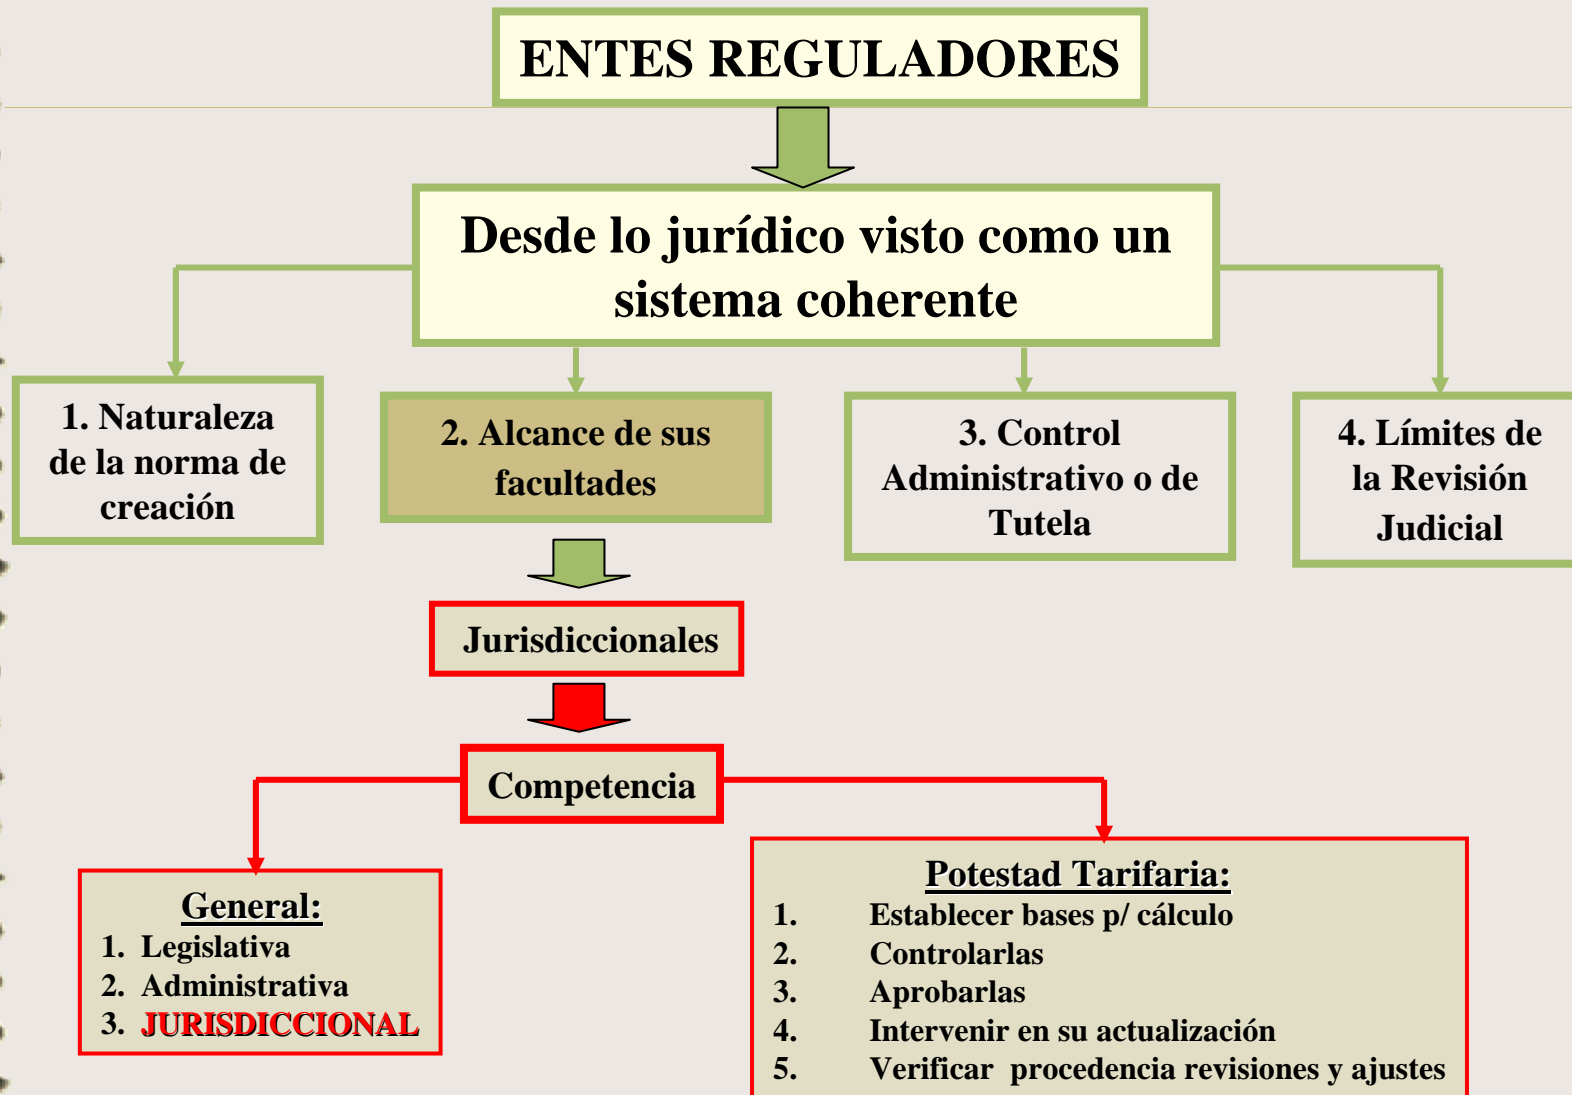 ENTES REGULADORES
Desde lo jurídico visto como un
sistema coherente
1. Naturaleza
de la norma de
creación
2. Alcance de sus
facultades
3. Control
Administrativo o de
Tutela
4. Límites de
la Revisión
Judicial
Jurisdiccionales
Competencia
General:
1. Legislativa
2. Administrativa
3. JURISDICCIONAL
Potestad Tarifaria:
1. Establecer bases p/ cálculo
2. Controlarlas
3. Aprobarlas
4. Intervenir en su actualización
5. Verificar procedencia revisiones y ajustes